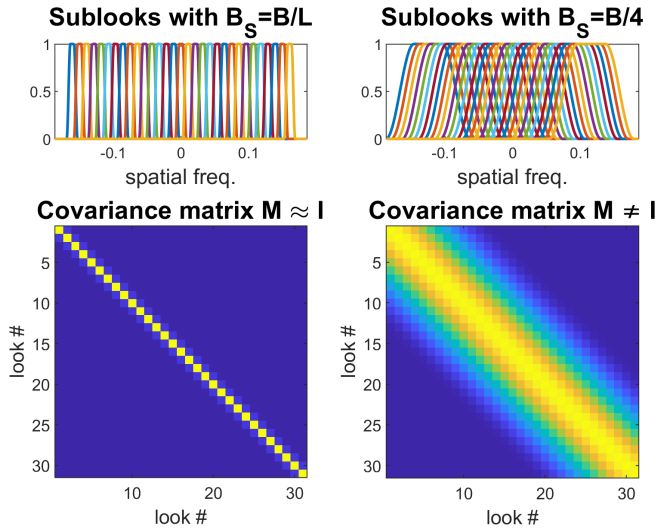 Sublooks with B_S=B/L
1
0.5
0
-0.1 0 0.1
spatial freq.
Sublooks with B_S=B/4
1
0.5
0
-0.1 0 0.1
spatial freq.
Covariance matrix M ≈ I
look #
5
10
15
20
25
30
10 20 30
look #
Covariance matrix M ≠ I
look #
5
10
15
20
25
30
10 20 30
look #